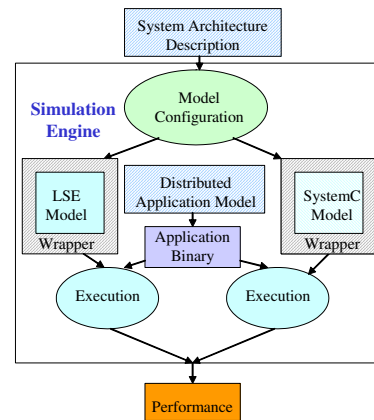 System Architecture
Description
Simulation
Engine
Model
Configuration
LSE
Model
Wrapper
Distributed
Application Model
SystemC
Model
Wrapper
Application
Binary
Execution
Execution
Performance